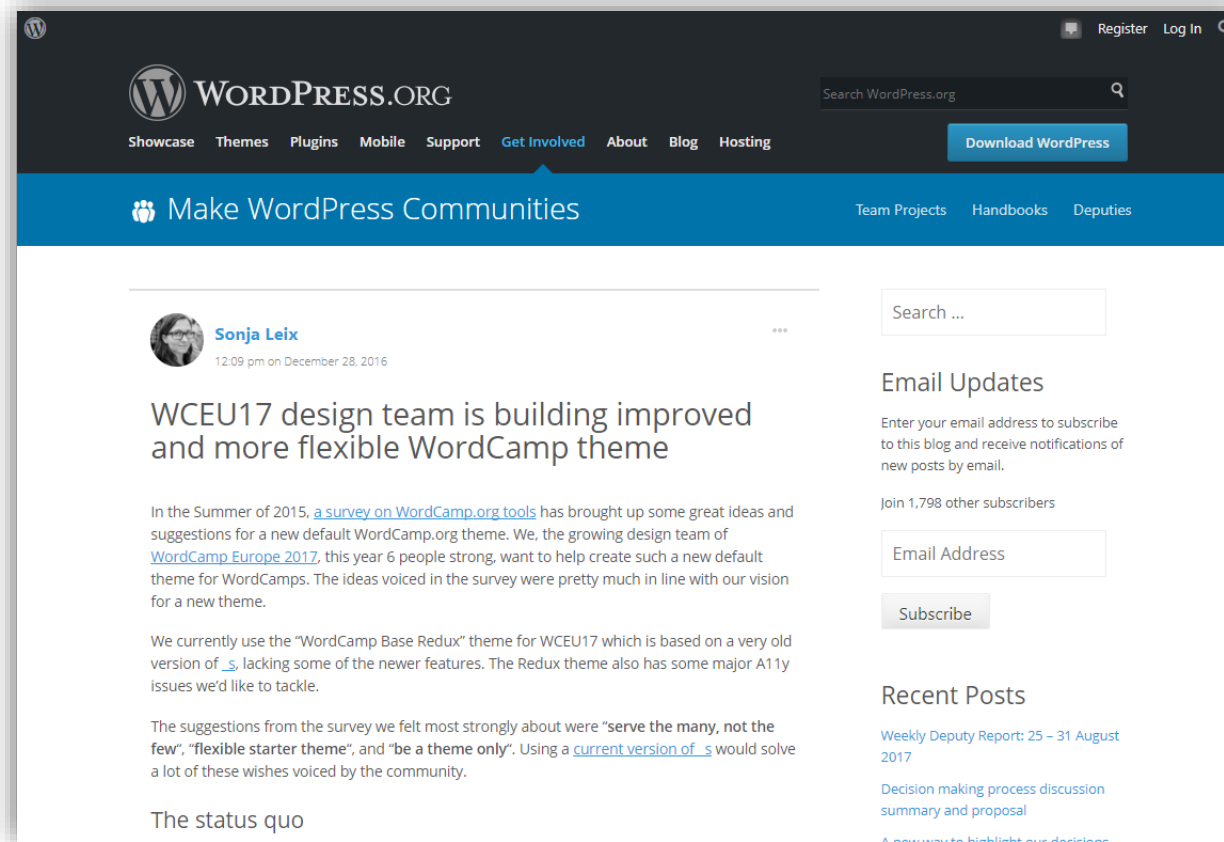 Register Log In
WORDPRESS.ORG
Search WordPress.org
Showcase Themes Plugins Mobile Support Get Involved About Blog Hosting
Download WordPress
Make WordPress Communities
Team Projects Handbooks Deputies
Sonja Leix
12:09 pm on December 28, 2016
WCEU17 design team is building improved
and more flexible WordCamp theme
In the Summer of 2015, a survey on WordCamp.org tools has brought up some great ideas and
suggestions for a new default WordCamp.org theme. We, the growing design team of
WordCamp Europe 2017, this year 6 people strong, want to help create such a new default
theme for WordCamps. The ideas voiced in the survey were pretty much in line with our vision
for a new theme.
We currently use the “WordCamp Base Redux” theme for WCEU17 which is based on a very old
version of _s, lacking some of the newer features. The Redux theme also has some major A11y
issues we’d like to tackle.
The suggestions from the survey we felt most strongly about were “serve the many, not the
few“, “flexible starter theme“, and “be a theme only“. Using a current version of _s would solve
a lot of these wishes voiced by the community.
The status quo
Search ...
Email Updates
Enter your email address to subscribe
to this blog and receive notifications of
new posts by email.
Join 1,798 other subscribers
Email Address
Subscribe
Recent Posts
Weekly Deputy Report: 25 – 31 August
2017
Decision making process discussion
summary and proposal
A new way to highlight our decisions